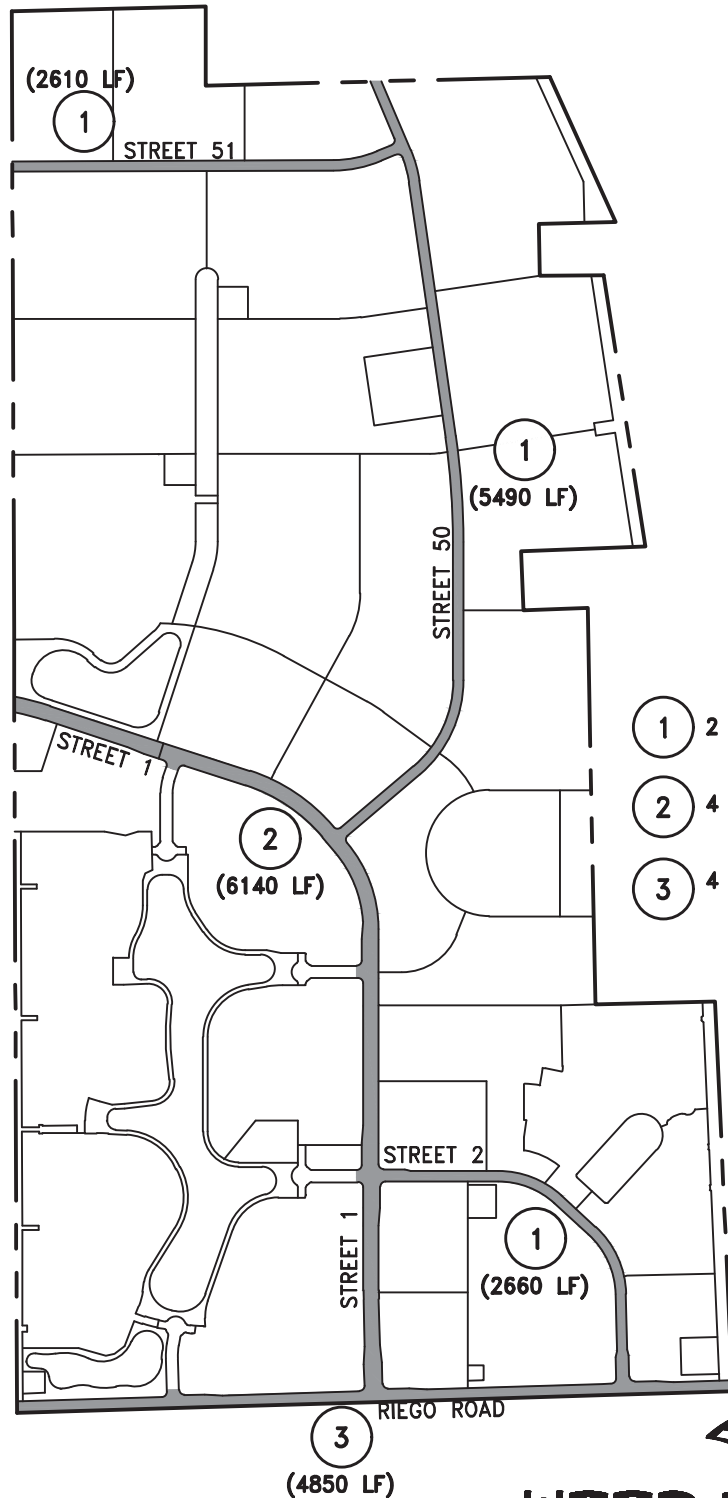 (2610 LF)
1
STREET 51
1
(5490 LF)
STREET 50
STREET 1
1 2
2 4
3 4
2
(6140 LF)
STREET 2
STREET 1
1
(2660 LF)
RIEGO ROAD
3
(4850 LF)